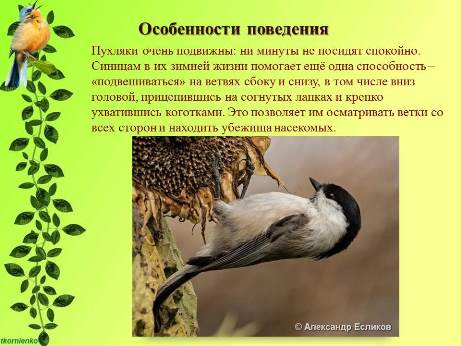 Особенности поведения
Пухляки очень подвижны: ни минуты не посидят спокойно.
Синицам в их зимней жизни помогает ещё одна способность –
«подвешиваться» на ветвях сбоку и снизу, в том числе вниз
головой, прицепившись на согнутых лапках и крепко
ухватившись коготками. Это позволяет им осматривать ветки со
всех сторон и находить убежища насекомых.
© Александр Есликов
tkornienko